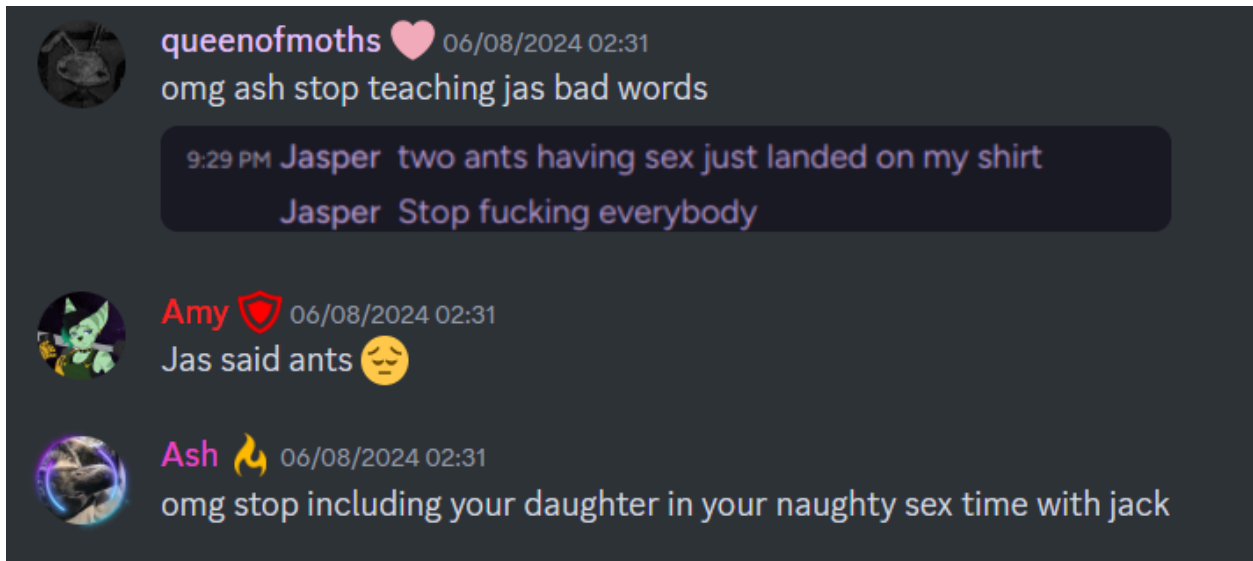 queenofmoths 06/08/2024 02:31
omg ash stop teaching jas bad words
9:29 PM Jasper two ants having sex just landed on my shirt
Jasper Stop fucking everybody
Amy 06/08/2024 02:31
Jas said ants 😔
Ash 06/08/2024 02:31
omg stop including your daughter in your naughty sex time with jack